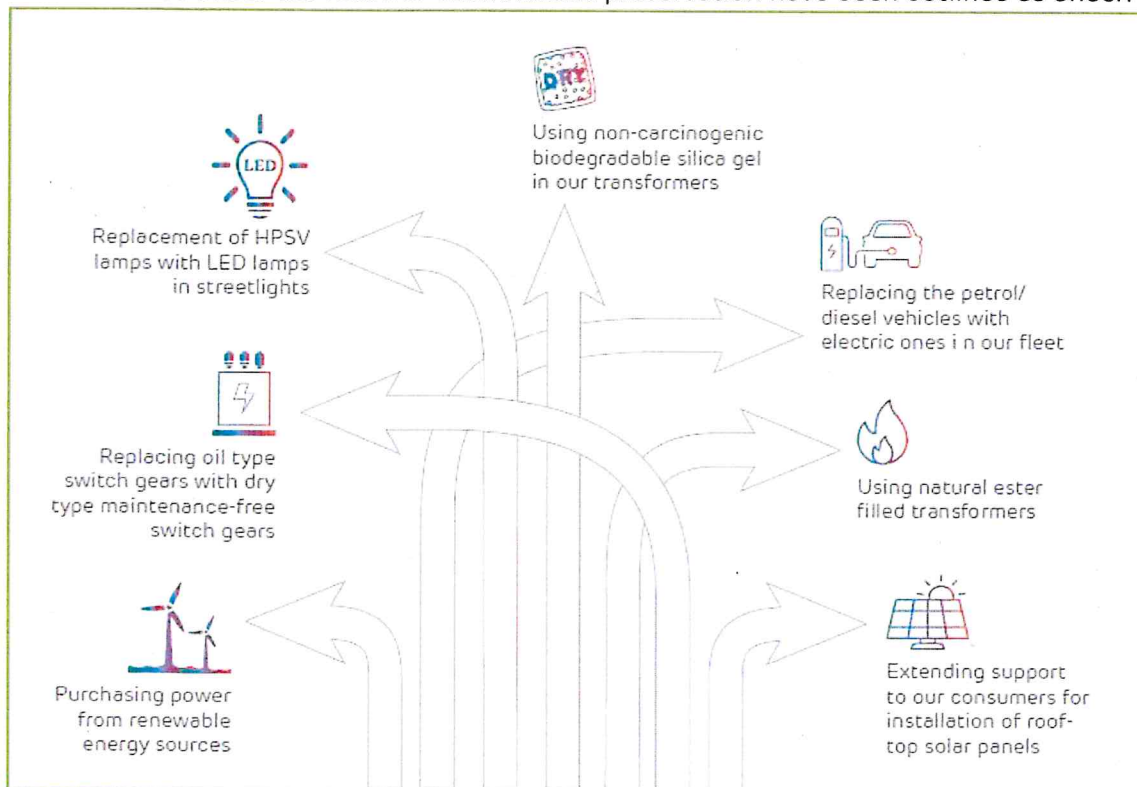 DRY
Using non-carcinogenic
biodegradable silica gel
in our transformers
LED
Replacement of HPSV
lamps with LED lamps
in streetlights
Replacing the petrol/
diesel vehicles with
electric ones i n our fleet
Replacing oil type
switch gears with dry
type maintenance-free
switch gears
Using natural ester
filled transformers
Purchasing power
from renewable
energy sources
Extending support
to our consumers for
installation of roof-
top solar panels